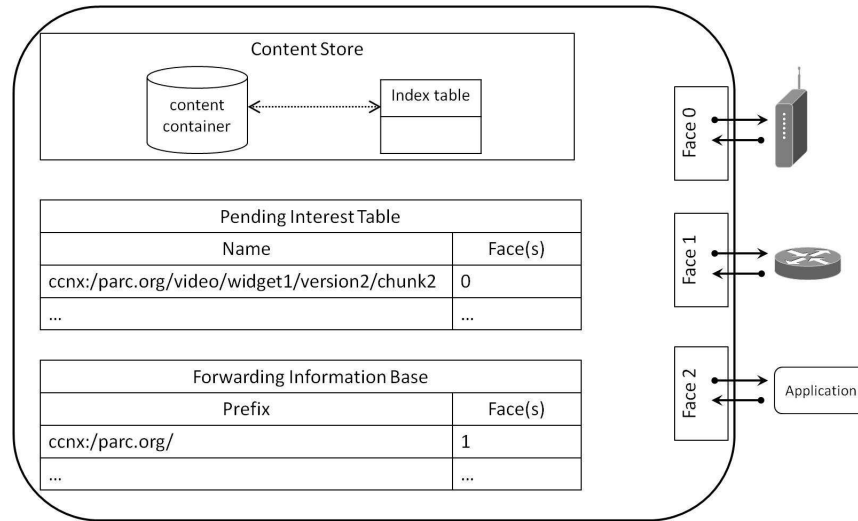 Content Store
content
container
Index table
Pending Interest Table
Name Face(s)
ccnx:/parc.org/video/widget1/version2/chunk2 0
... ...
Forwarding Information Base
Prefix Face(s)
ccnx:/parc.org/ 1
... ...
Face 0
Face 1
Face 2
Application